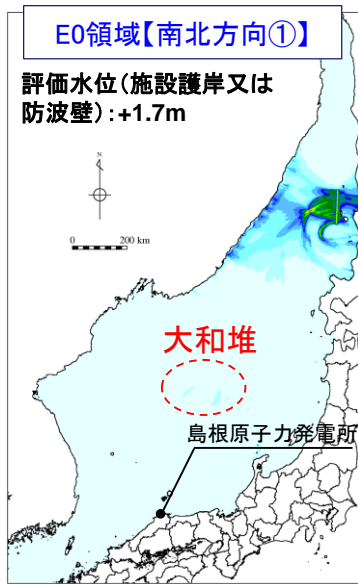 E0領域【南北方向①】
評価水位(施設護岸又は
防波壁):+1.7m
N
0 200 km
大和堆
島根原子力発電所